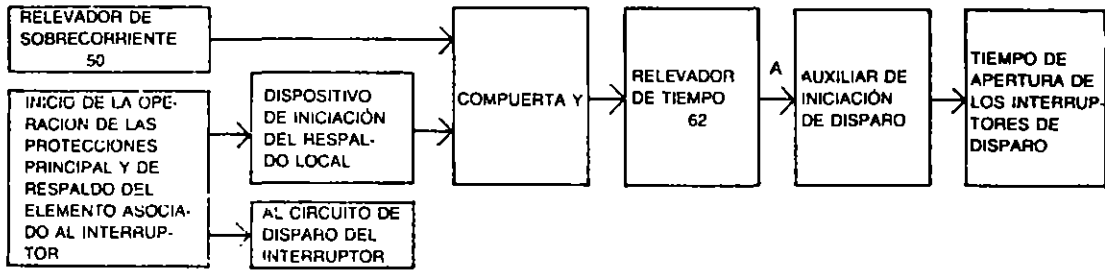 RELEVADOR DE
SOBRECORRIENTE
50
INICIO DE LA OPE-
RACION DE LAS
PROTECCIONES
PRINCIPAL Y DE
RESPALDO DEL
ELEMENTO ASOCIA-
DO AL INTERRUP-
TOR
DISPOSITIVO
DE INICIACIÓN
DEL RESPAL-
DO LOCAL
AL CIRCUITO DE
DISPARO DEL
INTERRUPTOR
COMPUERTA Y
RELEVADOR
DE TIEMPO
62
A
AUXILIAR DE
INICIACIÓN
DE DISPARO
TIEMPO DE
APERTURA DE
LOS INTERRUP-
TORES DE
DISPARO